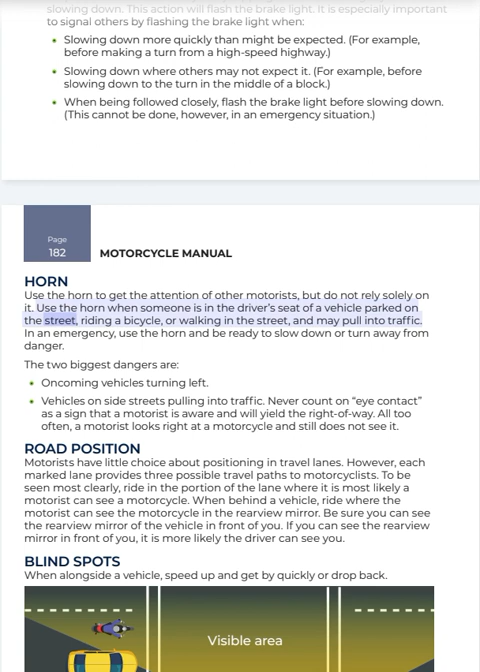 slowing down. This action will flash the brake light. It is especially important
to signal others by flashing the brake light when:
• Slowing down more quickly than might be expected. (For example,
before making a turn from a high-speed highway.)
• Slowing down where others may not expect it. (For example, before
slowing down to the turn in the middle of a block.)
• When being followed closely, flash the brake light before slowing down.
(This cannot be done, however, in an emergency situation.)
Page
182
MOTORCYCLE MANUAL
HORN
Use the horn to get the attention of other motorists, but do not rely solely on
it. Use the horn when someone is in the driver's seat of a vehicle parked on
the street, riding a bicycle, or walking in the street, and may pull into traffic.
In an emergency, use the horn and be ready to slow down or turn away from
danger.
The two biggest dangers are:
• Oncoming vehicles turning left.
• Vehicles on side streets pulling into traffic. Never count on “eye contact”
as a sign that a motorist is aware and will yield the right-of-way. All too
often, a motorist looks right at a motorcycle and still does not see it.
ROAD POSITION
Motorists have little choice about positioning in travel lanes. However, each
marked lane provides three possible travel paths to motorcyclists. To be
seen most clearly, ride in the portion of the lane where it is most likely a
motorist can see a motorcycle. When behind a vehicle, ride where the
motorist can see the motorcycle in the rearview mirror. Be sure you can see
the rearview mirror of the vehicle in front of you. If you can see the rearview
mirror in front of you, it is more likely the driver can see you.
BLIND SPOTS
When alongside a vehicle, speed up and get by quickly or drop back.
Visible area